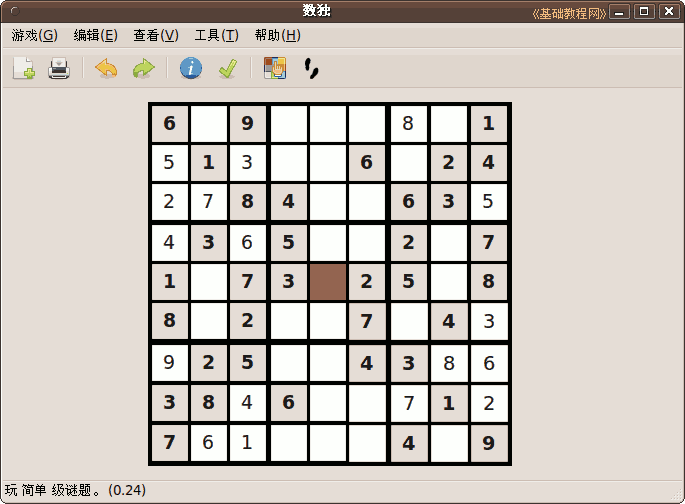 数独
《基础教程网》
游戏(G) 编辑(E) 查看(V) 工具(T) 帮助(H)
6 9 8 1
5 1 3 6 2 4
2 7 8 4 6 3 5
4 3 6 5 2 7
1 7 3 2 5 8
8 2 7 4 3
9 2 5 4 3 8 6
3 8 4 6 7 1 2
7 6 1 4 9
玩 简单 级谜题。(0.24)